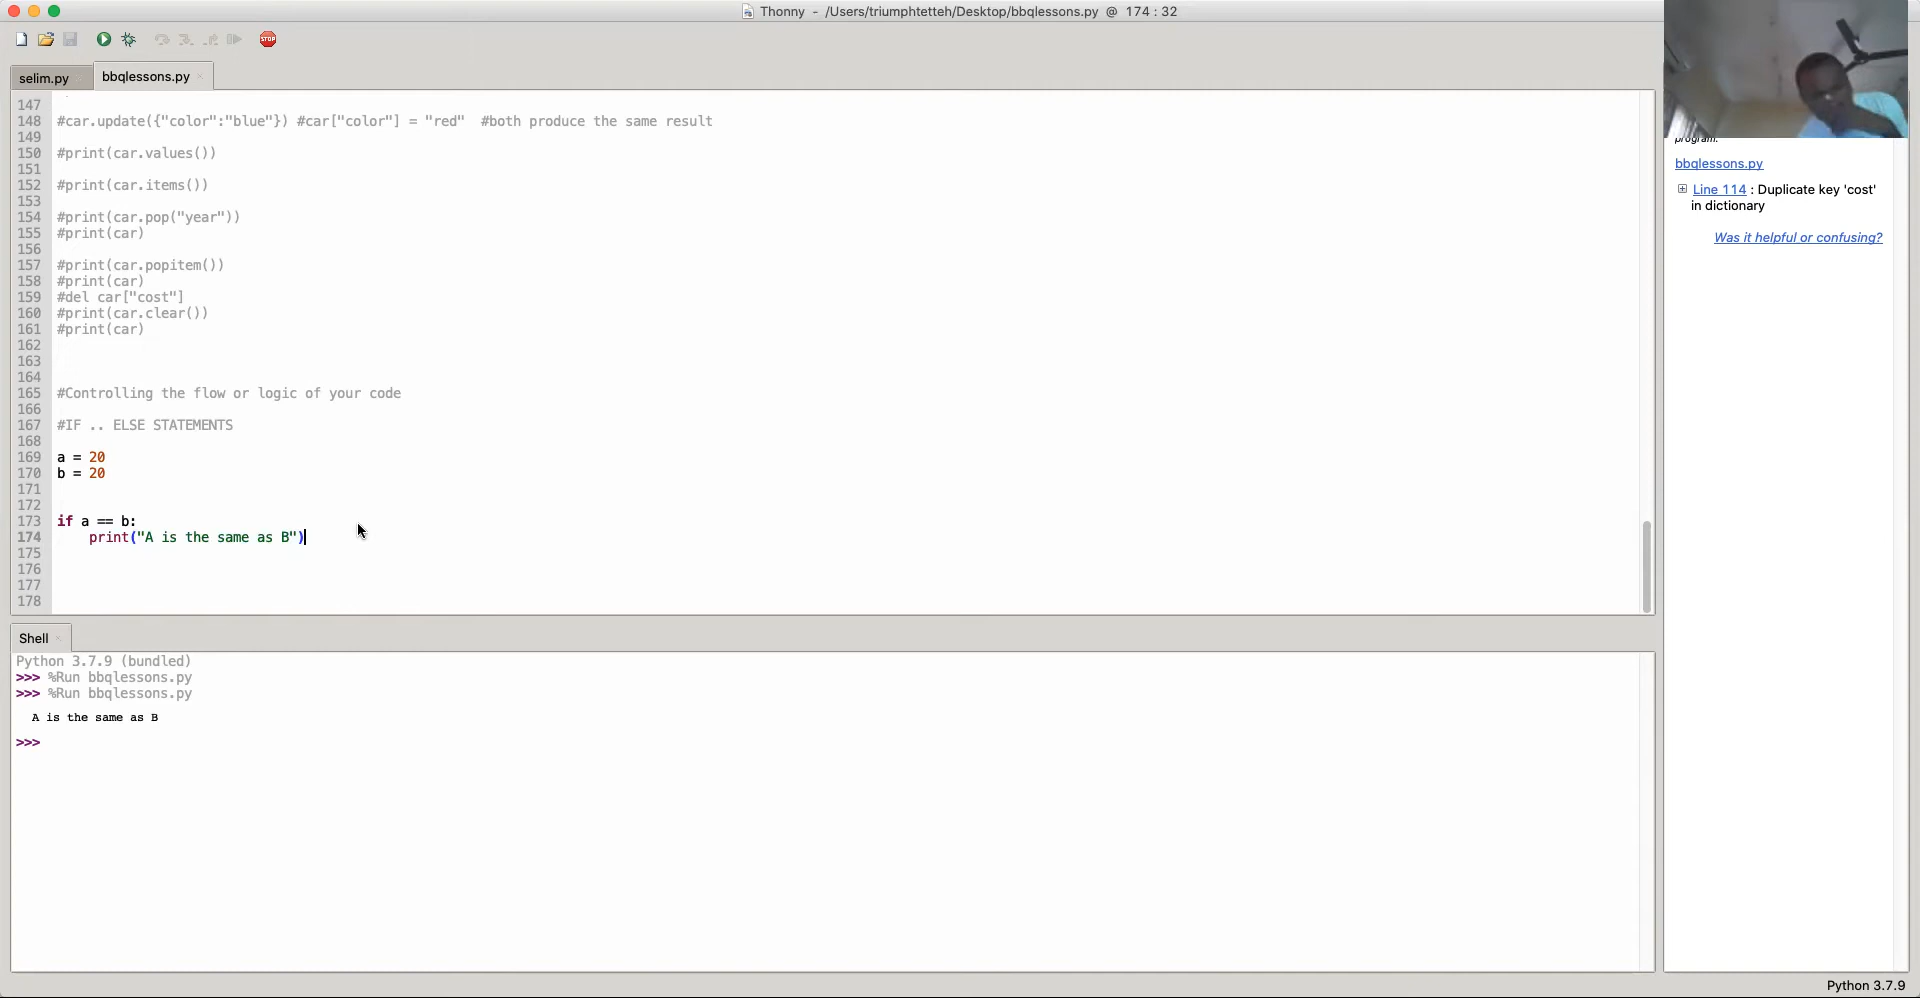 Thonny - /Users/triumphtetteh/Desktop/bbqlessons.py @ 174 : 32
STOP
selim.py
bbqlessons.py
147
148 #car.update({"color":"blue"}) #car["color"] = "red"  #both produce the same result
149
150 #print(car.values())
151
152 #print(car.items())
153
154 #print(car.pop("year"))
155 #print(car)
156
157 #print(car.popitem())
158 #print(car)
159 #del car["cost"]
160 #print(car.clear())
161 #print(car)
162
163
164
165 #Controlling the flow or logic of your code
166
167 #IF .. ELSE STATEMENTS
168
169 a = 20
170 b = 20
171
172
173 if a == b:
174     print("A is the same as B")
175
176
177
178
Shell
Python 3.7.9 (bundled)
>>> %Run bbqlessons.py
>>> %Run bbqlessons.py
A is the same as B
>>>
program.
bbqlessons.py
Line 114 : Duplicate key 'cost'
in dictionary
Was it helpful or confusing?
Python 3.7.9